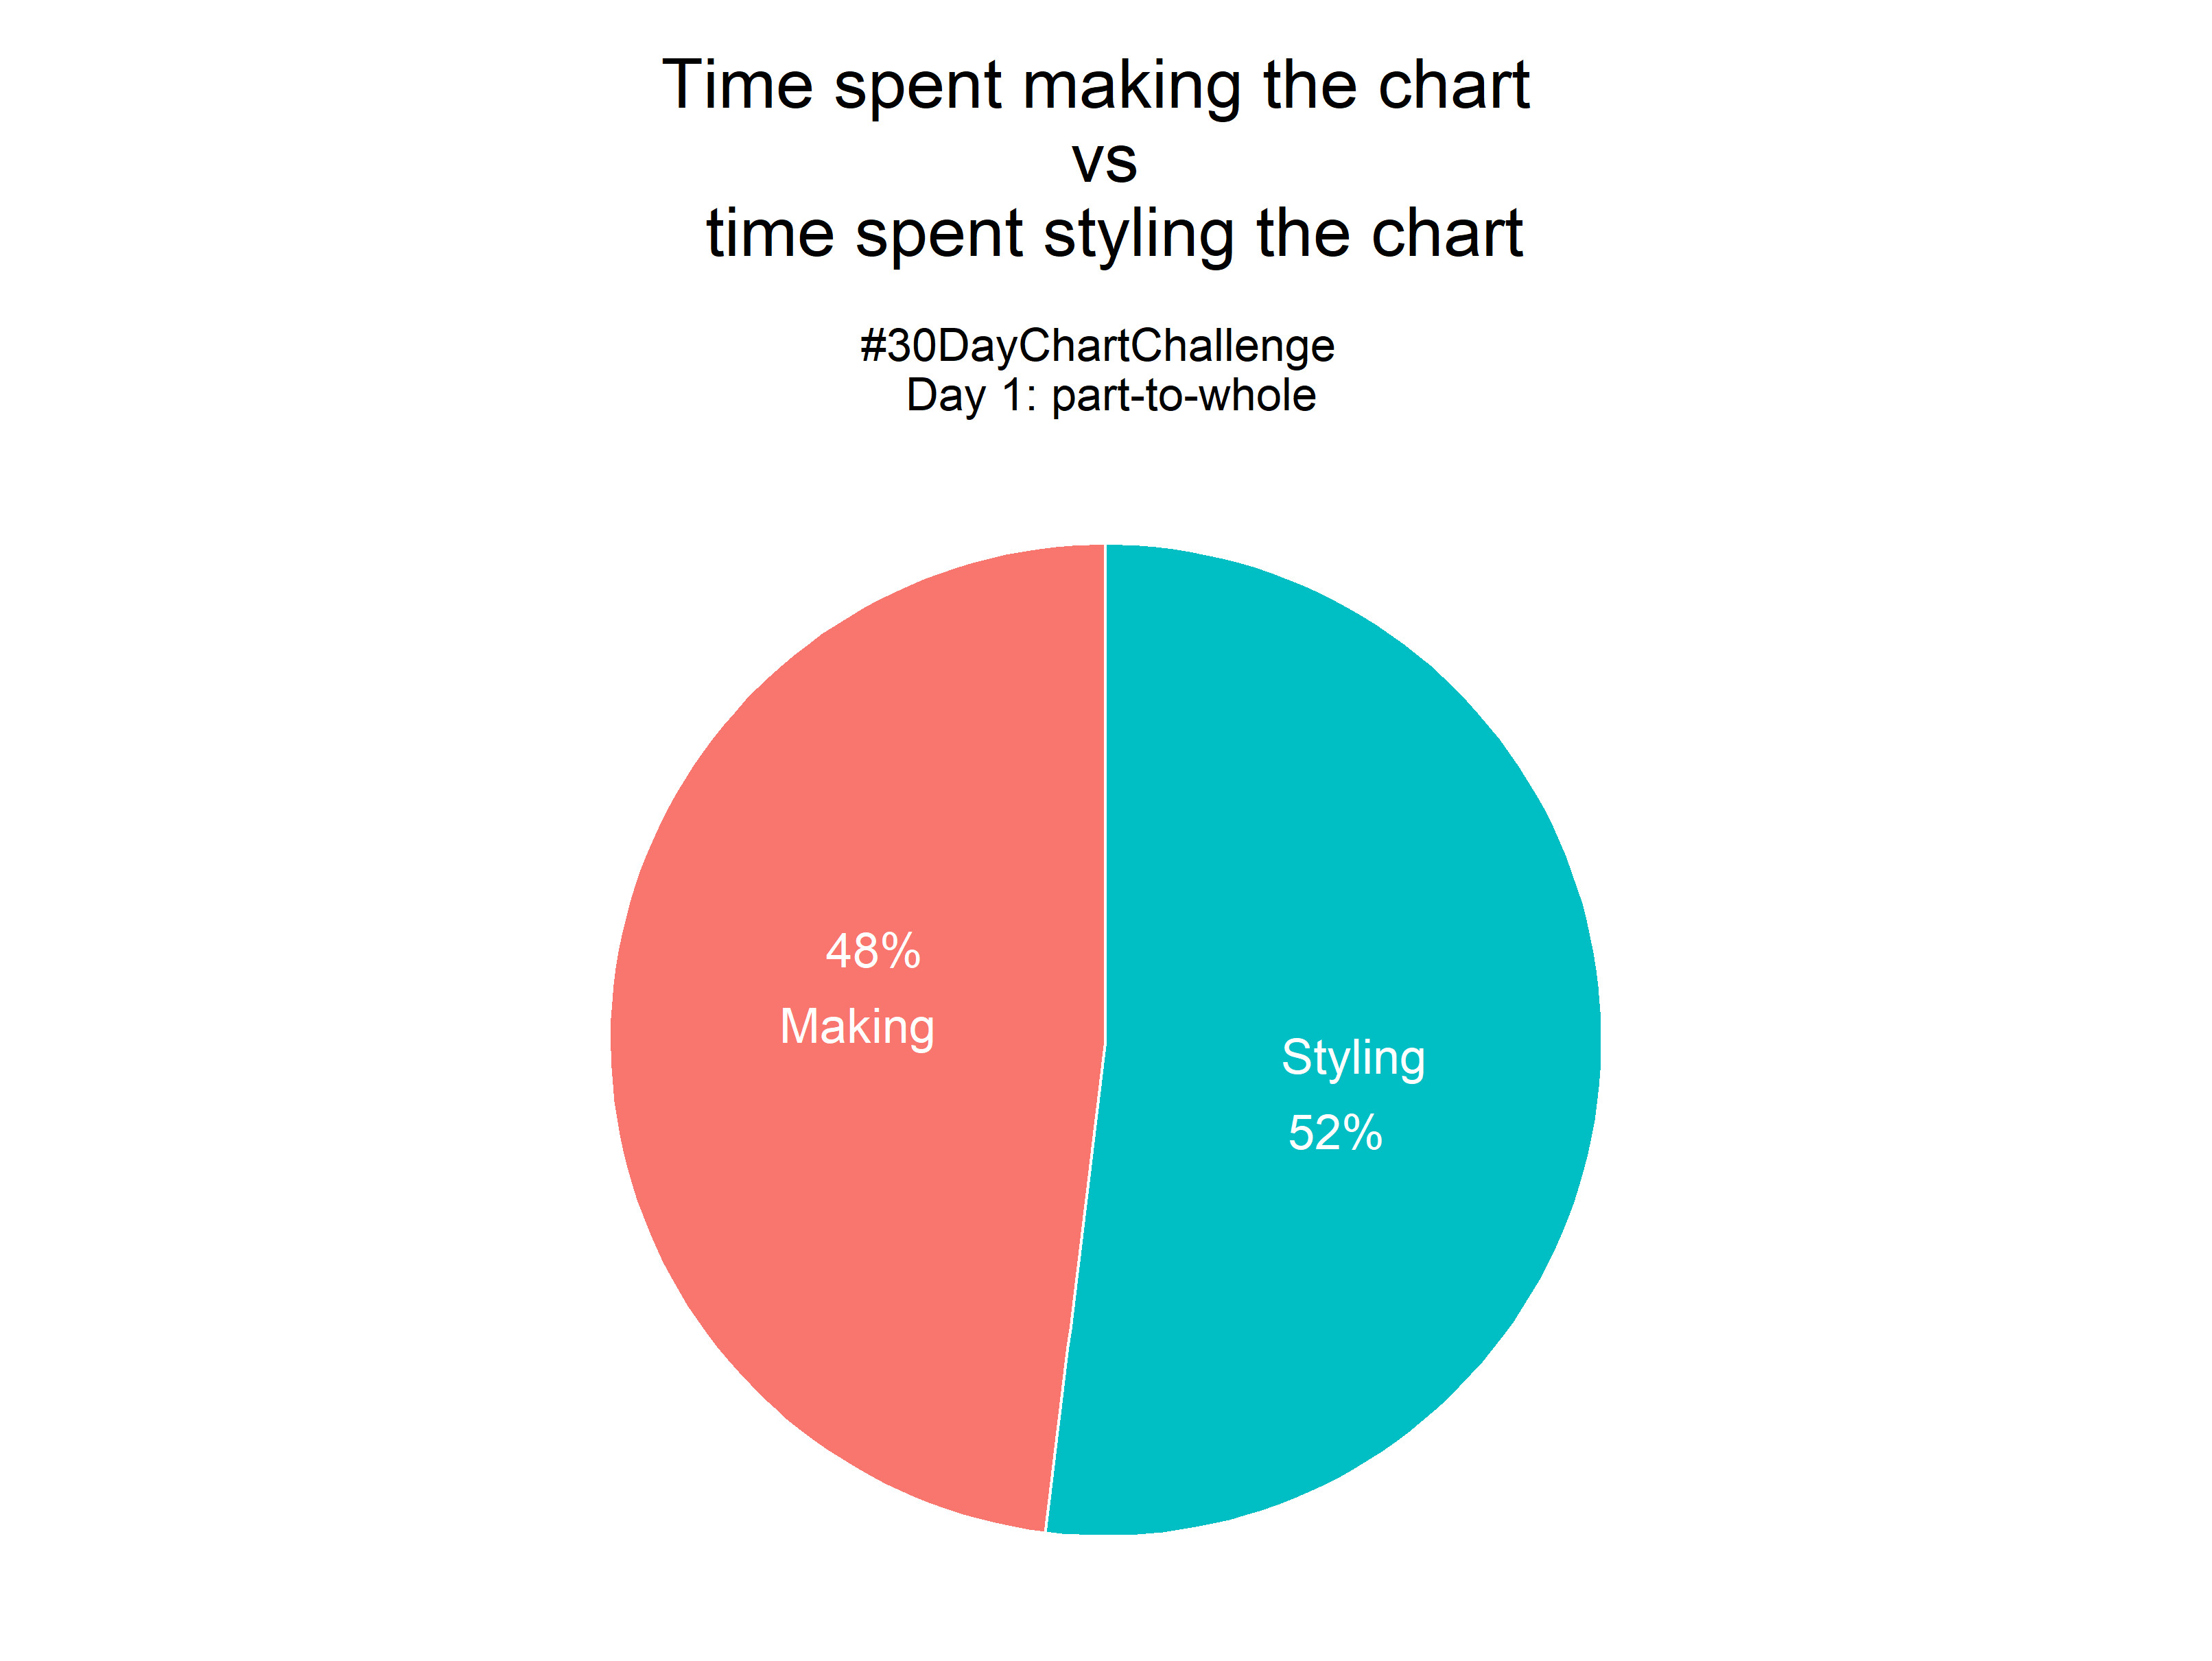 Time spent making the chart
vs
time spent styling the chart
#30DayChartChallenge
Day 1: part-to-whole
48%
Making
Styling
52%